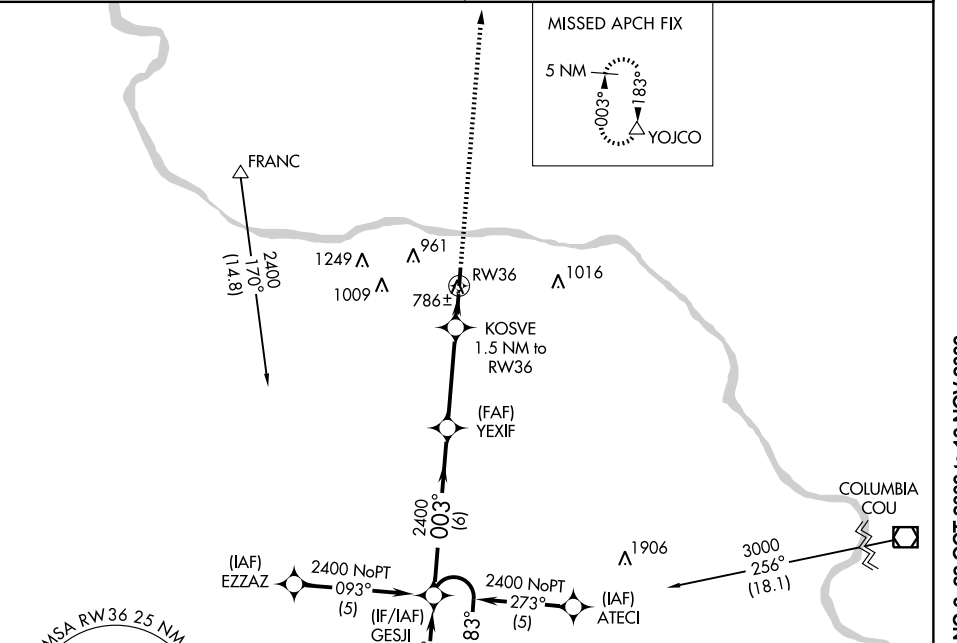 MISSED APCH FIX
5 NM
003°
183°
YOJCO
FRANC
2400
170°
(14.8)
1249
961
1009
RW36
786±
1016
KOSVE
1.5 NM to
RW36
(FAF)
YEXIF
2400
003°
(6)
COLUMBIA
COU
1906
3000
256°
(18.1)
(IAF)
EZZAZ
2400 NoPT
093°
(5)
(IF/IAF)
GESJI
2400 NoPT
273°
(5)
(IAF)
ATECI
83°
MSA RW36 25 NM